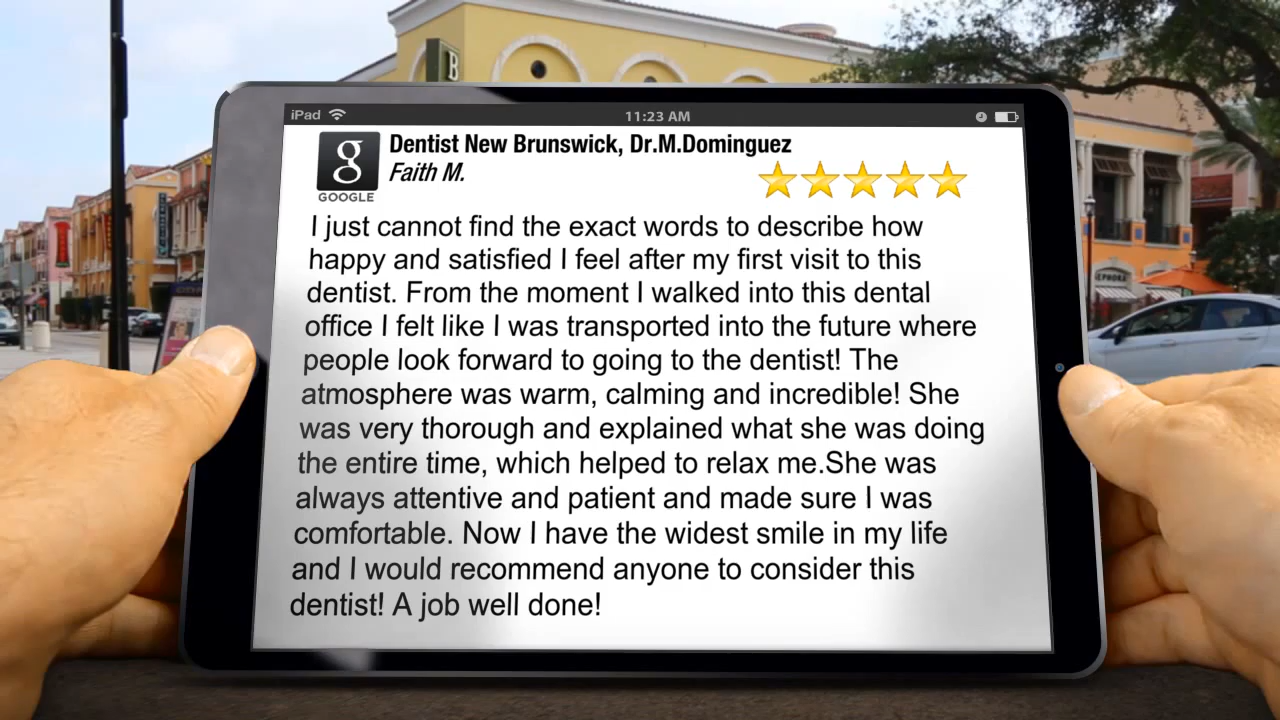 B
iPad
11:23 AM
g
GOOGLE
Dentist New Brunswick, Dr.M.Dominguez
Faith M.
I just cannot find the exact words to describe how
happy and satisfied I feel after my first visit to this
dentist. From the moment I walked into this dental
office I felt like I was transported into the future where
people look forward to going to the dentist! The
atmosphere was warm, calming and incredible! She
was very thorough and explained what she was doing
the entire time, which helped to relax me.She was
always attentive and patient and made sure I was
comfortable. Now I have the widest smile in my life
and I would recommend anyone to consider this
dentist! A job well done!
SEPHORA